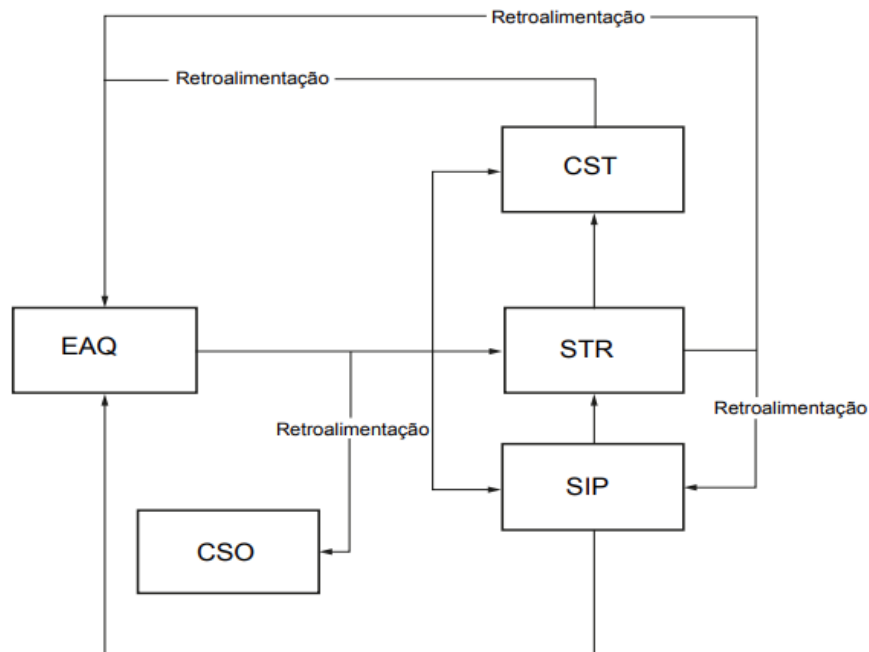 Retroalimentação
Retroalimentação
CST
EAQ
STR
Retroalimentação
Retroalimentação
SIP
CSO